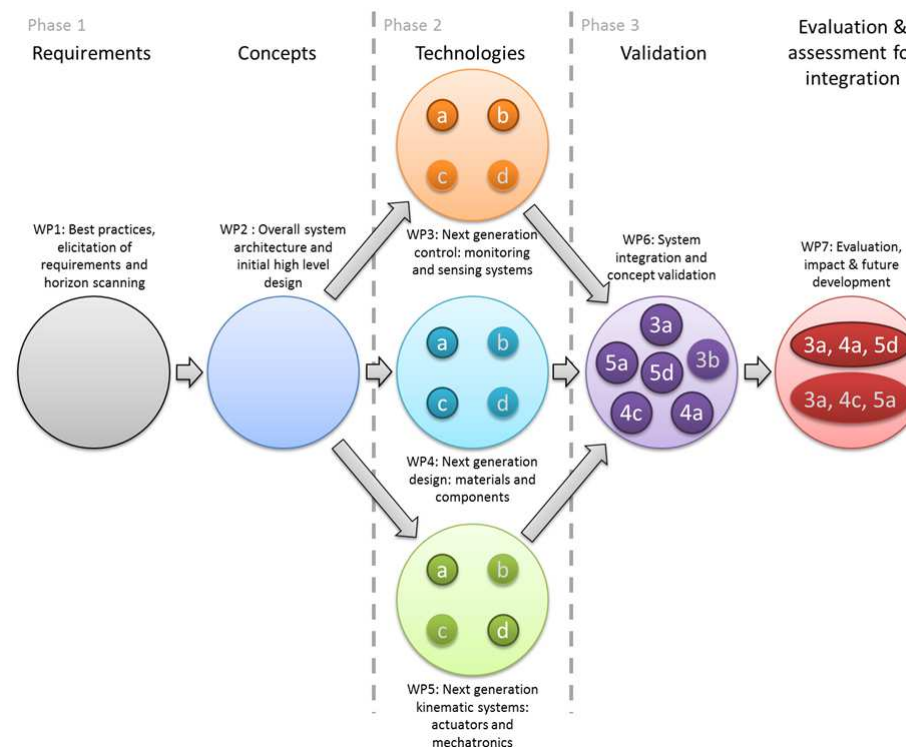 Phase 1
Requirements
Concepts
Phase 2
Technologies
Phase 3
Validation
Evaluation &
assessment fo
integration
a
b
c
d
WP1: Best practices,
elicitation of
requirements and
horizon scanning
WP2 : Overall system
architecture and
initial high level
design
WP3: Next generation
control: monitoring
and sensing systems
WP6: System
integration and
concept validation
WP7: Evaluation,
impact & future
development
a
b
c
d
3a
5a
5d
3b
4c
4a
3a, 4a, 5d
3a, 4c, 5a
WP4: Next generation
design: materials and
components
a
b
c
d
WP5: Next generation
kinematic systems:
actuators and
mechatronics